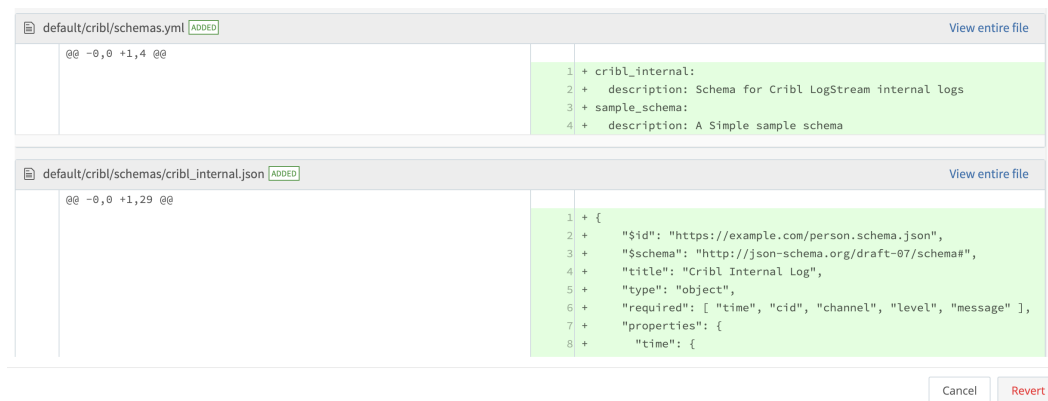 default/cribl/schemas.yml ADDED View entire file
@@ -0,0 +1,4 @@
1 + cribl_internal:
2 +   description: Schema for Cribl LogStream internal logs
3 + sample_schema:
4 +   description: A Simple sample schema
default/cribl/schemas/cribl_internal.json ADDED View entire file
@@ -0,0 +1,29 @@
1 + {
2 +     "$id": "https://example.com/person.schema.json",
3 +     "$schema": "http://json-schema.org/draft-07/schema#",
4 +     "title": "Cribl Internal Log",
5 +     "type": "object",
6 +     "required": [ "time", "cid", "channel", "level", "message" ],
7 +     "properties": {
8 +       "time": {
Cancel Revert